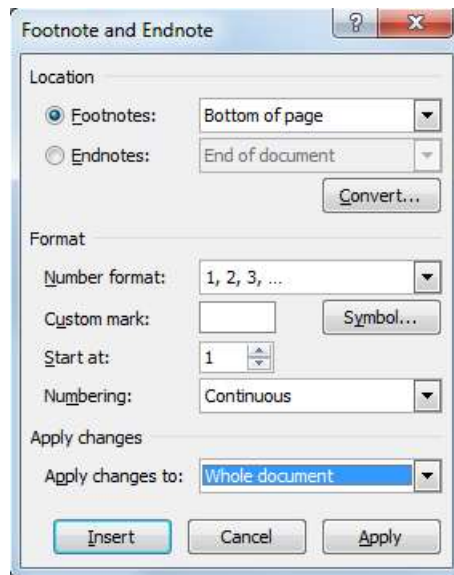 Footnote and Endnote
Location
Footnotes: Bottom of page
Endnotes: End of document
Convert...
Format
Number format: 1, 2, 3, ...
Custom mark: Symbol...
Start at: 1
Numbering: Continuous
Apply changes
Apply changes to: Whole document
Insert Cancel Apply